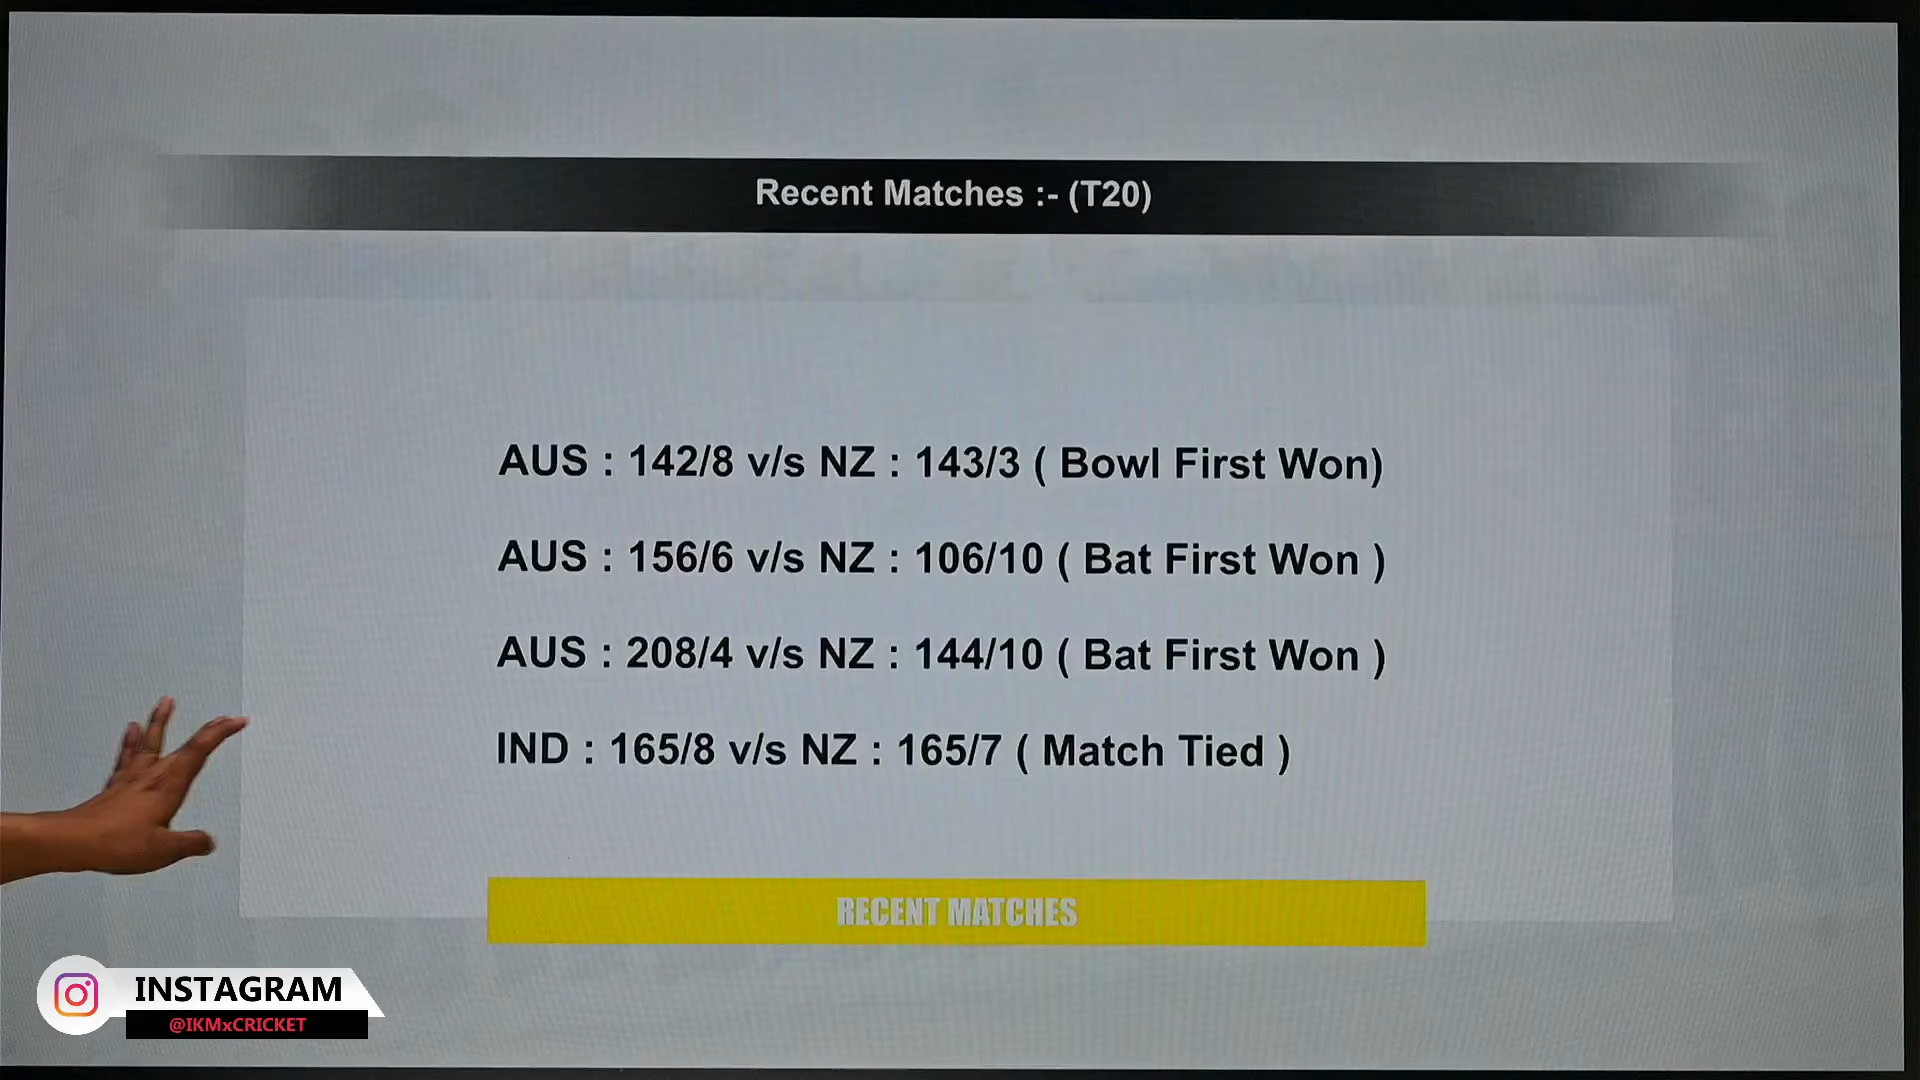 Recent Matches :- (T20)
AUS : 142/8 v/s NZ : 143/3 ( Bowl First Won)
AUS : 156/6 v/s NZ : 106/10 ( Bat First Won )
AUS : 208/4 v/s NZ : 144/10 ( Bat First Won )
IND : 165/8 v/s NZ : 165/7 ( Match Tied )
RECENT MATCHES
INSTAGRAM
@IKMxCRICKET